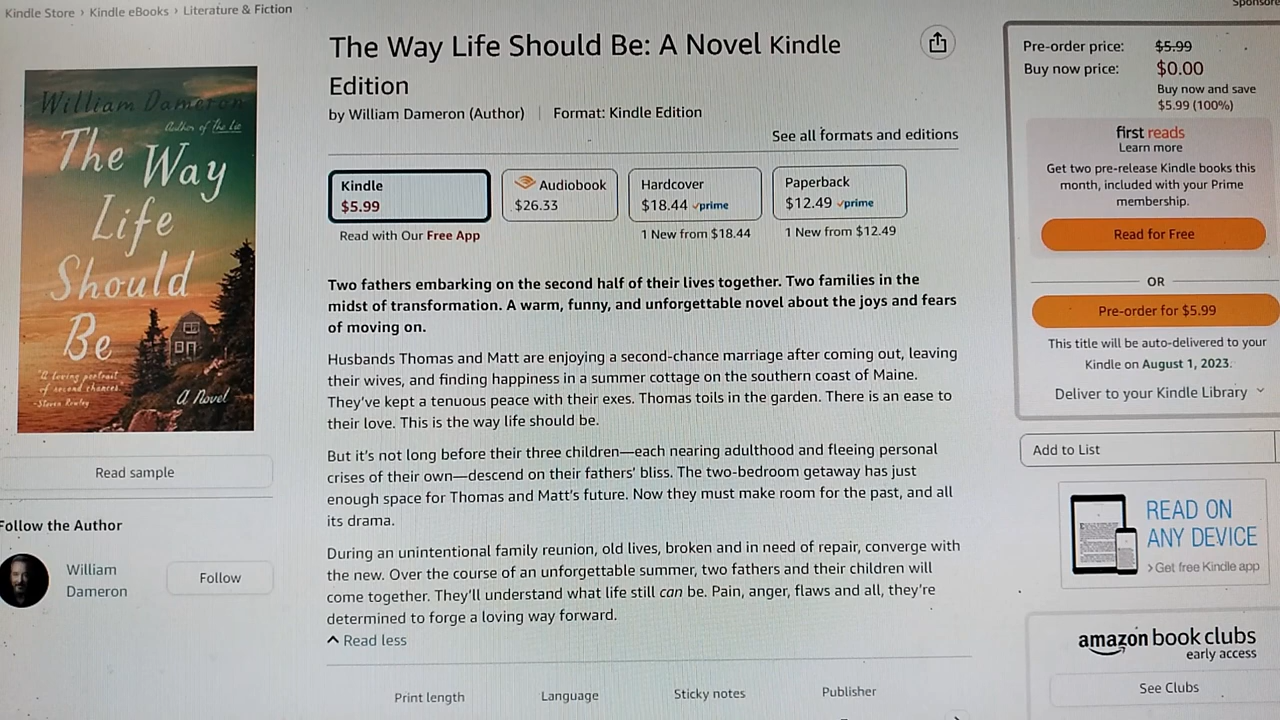 Kindle Store › Kindle eBooks › Literature & Fiction
Sponsore
William Dameron
Author of The Lie
The Way
Life
Should
Be
"A loving portrait
of second chances."
-Steven Rowley
A Novel
Read sample
Follow the Author
William
Dameron
Follow
The Way Life Should Be: A Novel Kindle
Edition
by William Dameron (Author) | Format: Kindle Edition
See all formats and editions
Kindle
$5.99
Audiobook
$26.33
Hardcover
$18.44 prime
Paperback
$12.49 prime
Read with Our Free App
1 New from $18.44
1 New from $12.49
Two fathers embarking on the second half of their lives together. Two families in the
midst of transformation. A warm, funny, and unforgettable novel about the joys and fears
of moving on.
Husbands Thomas and Matt are enjoying a second-chance marriage after coming out, leaving
their wives, and finding happiness in a summer cottage on the southern coast of Maine.
They've kept a tenuous peace with their exes. Thomas toils in the garden. There is an ease to
their love. This is the way life should be.
But it's not long before their three children—each nearing adulthood and fleeing personal
crises of their own—descend on their fathers' bliss. The two-bedroom getaway has just
enough space for Thomas and Matt's future. Now they must make room for the past, and all
its drama.
During an unintentional family reunion, old lives, broken and in need of repair, converge with
the new. Over the course of an unforgettable summer, two fathers and their children will
come together. They'll understand what life still can be. Pain, anger, flaws and all, they're
determined to forge a loving way forward.
Read less
Print length
Language
Sticky notes
Publisher
Pre-order price: $5.99
Buy now price: $0.00
Buy now and save
$5.99 (100%)
first reads
Learn more
Get two pre-release Kindle books this
month, included with your Prime
membership.
Read for Free
OR
Pre-order for $5.99
This title will be auto-delivered to your
Kindle on August 1, 2023.
Deliver to your Kindle Library
Add to List
READ ON
ANY DEVICE
› Get free Kindle app
amazon book clubs
early access
See Clubs